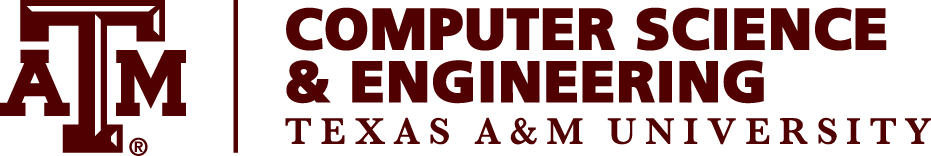 ATM®
COMPUTER SCIENCE
& ENGINEERING
TEXAS A&M UNIVERSITY